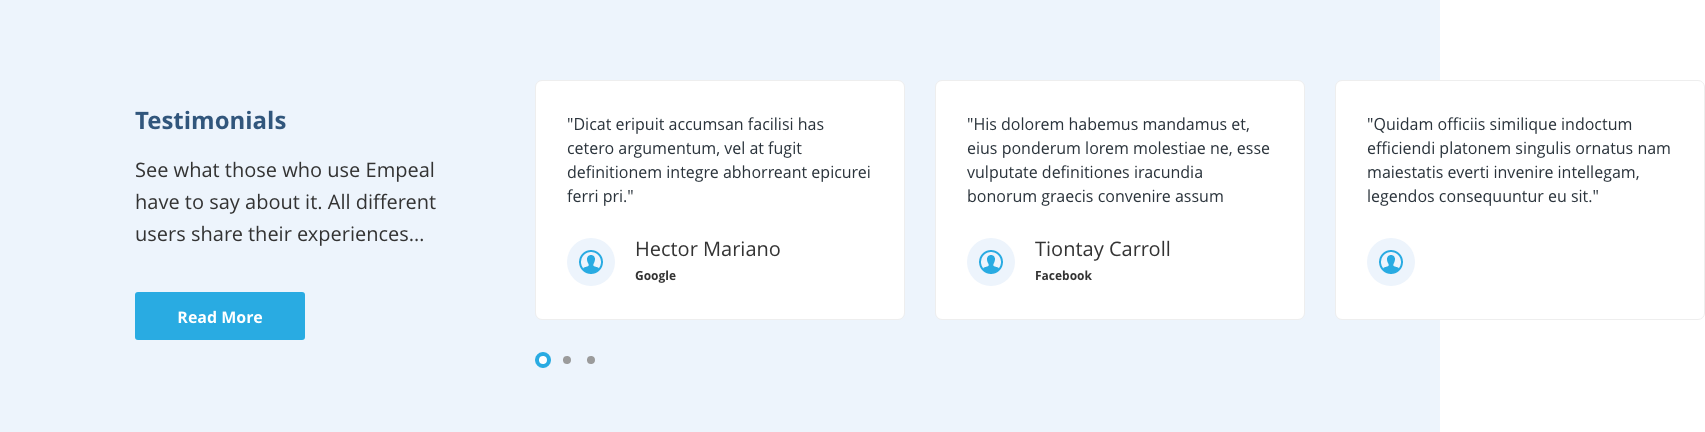 Testimonials
See what those who use Empeal
have to say about it. All different
users share their experiences...
Read More
"Dicat eripuit accumsan facilisi has
cetero argumentum, vel at fugit
definitionem integre abhorreant epicurei
ferri pri."
Hector Mariano
Google
"His dolorem habemus mandamus et,
eius ponderum lorem molestiae ne, esse
vulputate definitiones iracundia
bonorum graecis convenire assum
Tiontay Carroll
Facebook
"Quidam officiis similique indoctum
efficiendi platonem singulis ornatus nam
maiestatis everti invenire intellegam,
legendos consequuntur eu sit."